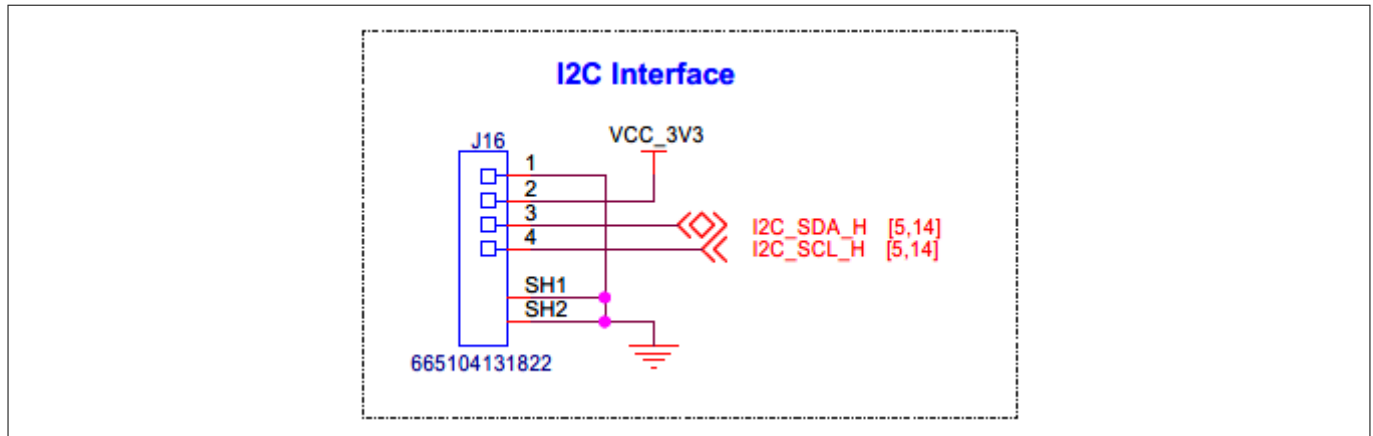 I2C Interface
J16
VCC_3V3
1
2
3
I2C_SDA_H [5,14]
4
I2C_SCL_H [5,14]
SH1
SH2
665104131822